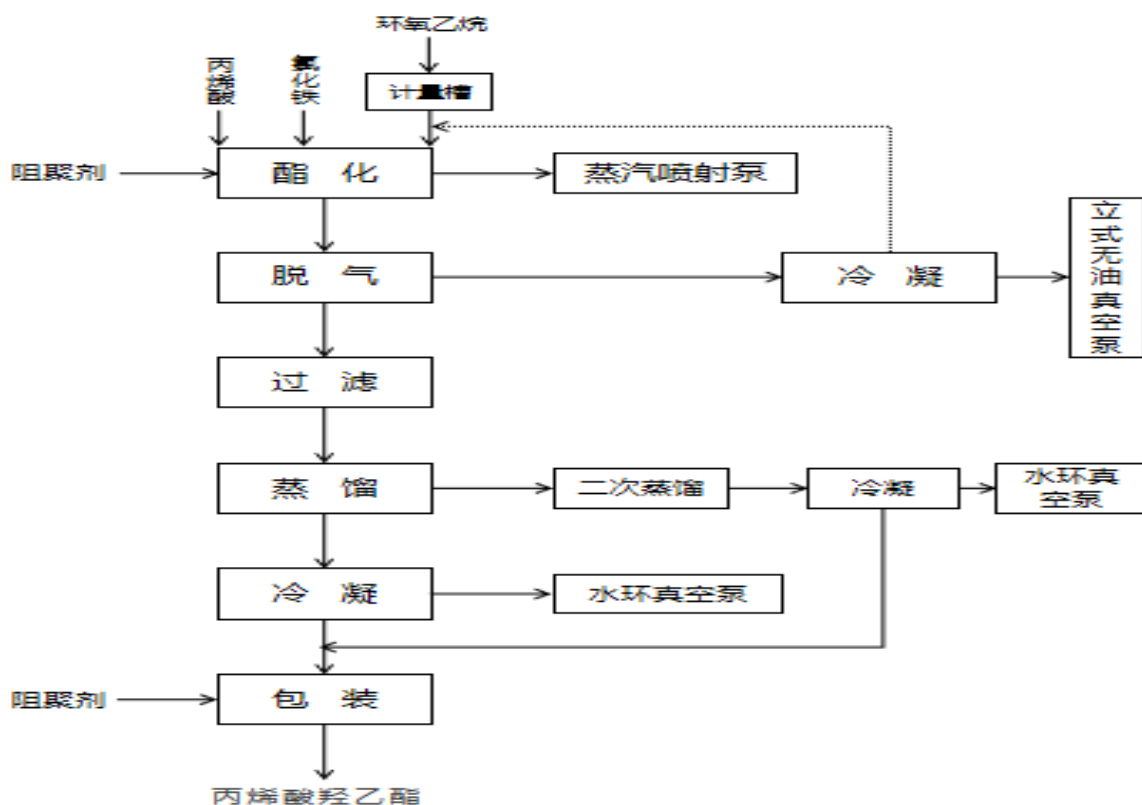 环氧乙烷
丙烯酸
氯化铁
计量槽
阻聚剂
酯 化
蒸汽喷射泵
立式无油真空泵
脱 气
冷 凝
过 滤
蒸 馏
二次蒸馏
冷凝
水环真
空泵
冷 凝
水环真空泵
阻聚剂
包 装
丙烯酸羟乙酯